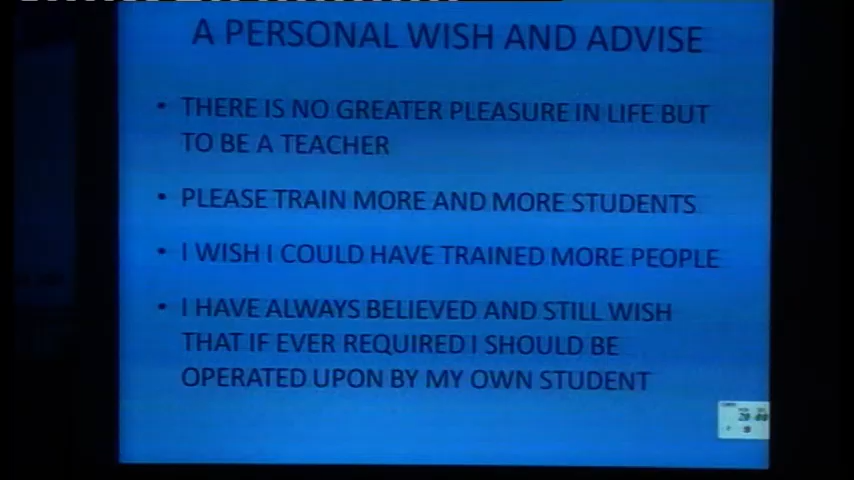 A PERSONAL WISH AND ADVISE
• THERE IS NO GREATER PLEASURE IN LIFE BUT
TO BE A TEACHER
• PLEASE TRAIN MORE AND MORE STUDENTS
• I WISH I COULD HAVE TRAINED MORE PEOPLE
• I HAVE ALWAYS BELIEVED AND STILL WISH
THAT IF EVER REQUIRED I SHOULD BE
OPERATED UPON BY MY OWN STUDENT